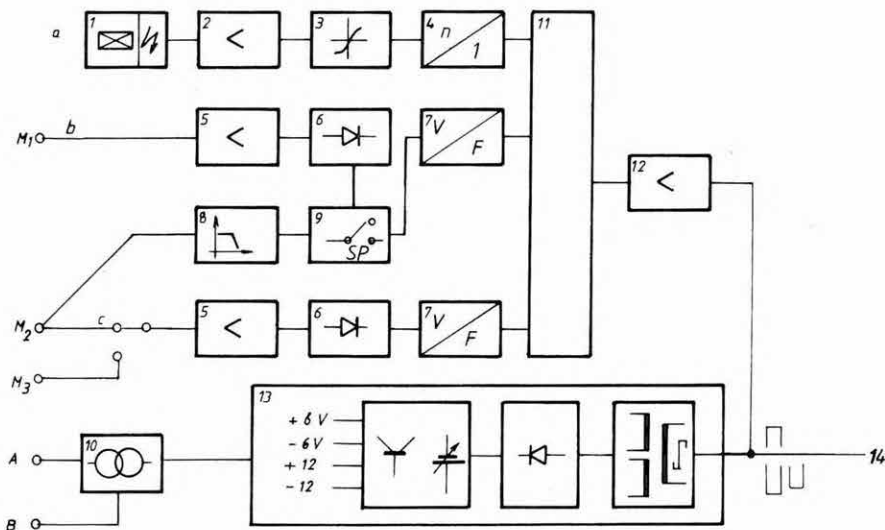 a 1 2 < 3 4 n 1 11
M1 b 5 < 6 7 V F
12 <
8 9 SP
M2 c 5 < 6 7 V F
M3
13
+ 6 V
- 6 V
+ 12
- 12
A 10
14
B